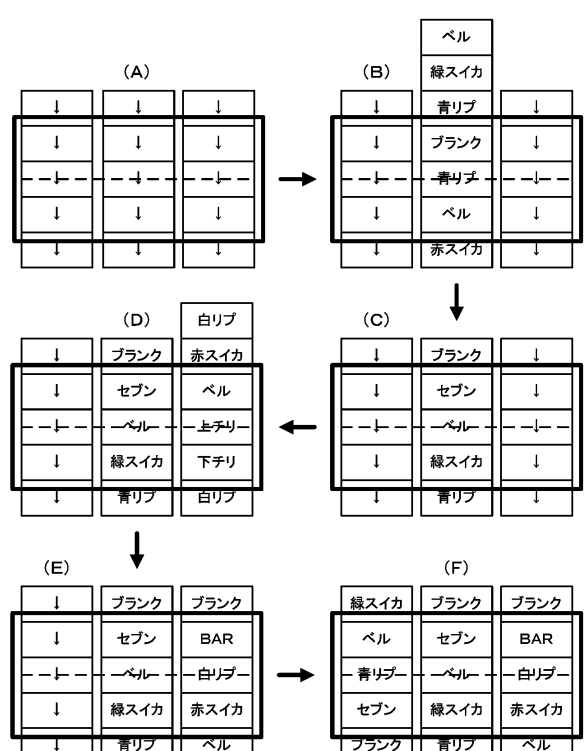 (A)
↓ ↓ ↓
↓ ↓ ↓
↓ ↓ ↓
↓ ↓ ↓
↓ ↓ ↓
(B)
ベル
緑スイカ
↓ 青リプ ↓
↓ ブランク ↓
↓ 青リプ ↓
↓ ベル ↓
↓ 赤スイカ ↓
(C)
↓ ブランク ↓
↓ セブン ↓
↓ ベル ↓
↓ 緑スイカ ↓
↓ 青リプ ↓
(D)
白リプ
↓ ブランク 赤スイカ
↓ セブン ベル
↓ ベル 上チリ
↓ 緑スイカ 下チリ
↓ 青リプ 白リプ
(E)
↓ ブランク ブランク
↓ セブン BAR
↓ ベル 白リプ
↓ 緑スイカ 赤スイカ
↓ 青リプ ベル
(F)
緑スイカ ブランク ブランク
ベル セブン BAR
青リプ ベル 白リプ
セブン 緑スイカ 赤スイカ
ブランク 青リプ ベル